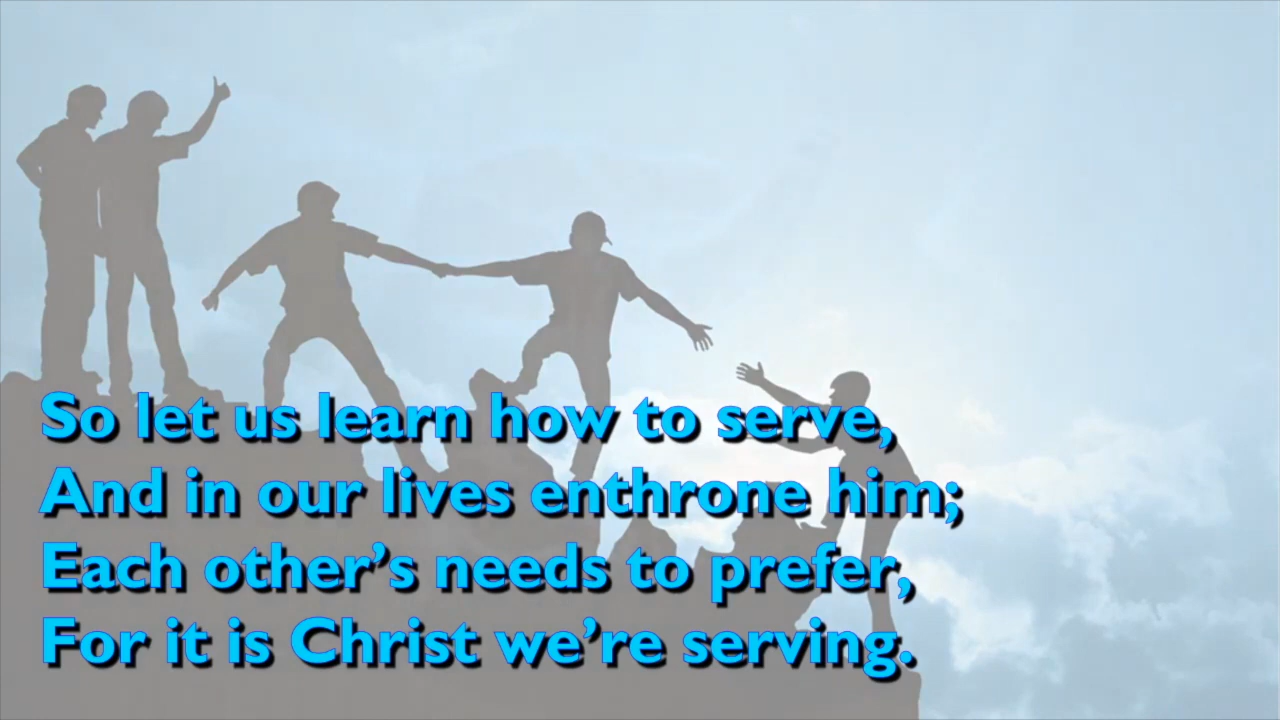 So let us learn how to serve,
And in our lives enthrone him;
Each other’s needs to prefer,
For it is Christ we’re serving.